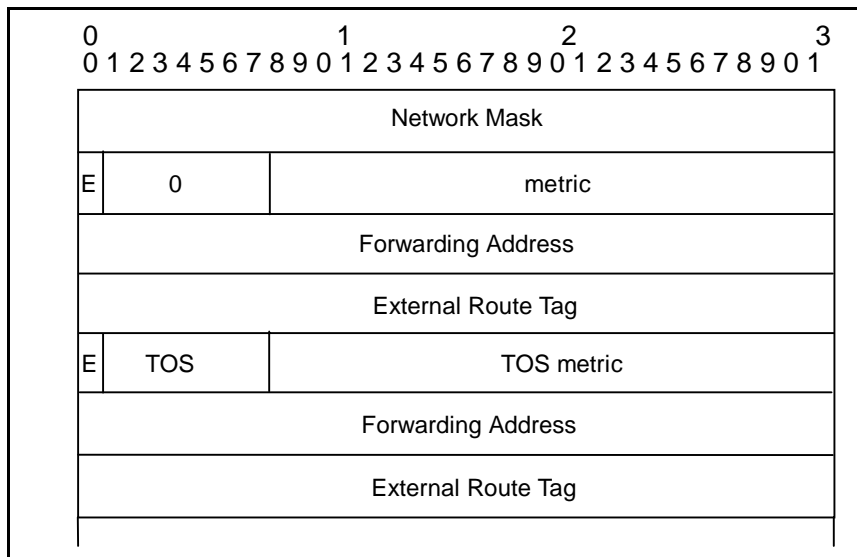 0 1 2 3
0 1 2 3 4 5 6 7 8 9 0 1 2 3 4 5 6 7 8 9 0 1 2 3 4 5 6 7 8 9 0 1
Network Mask
E 0 metric
Forwarding Address
External Route Tag
E TOS TOS metric
Forwarding Address
External Route Tag